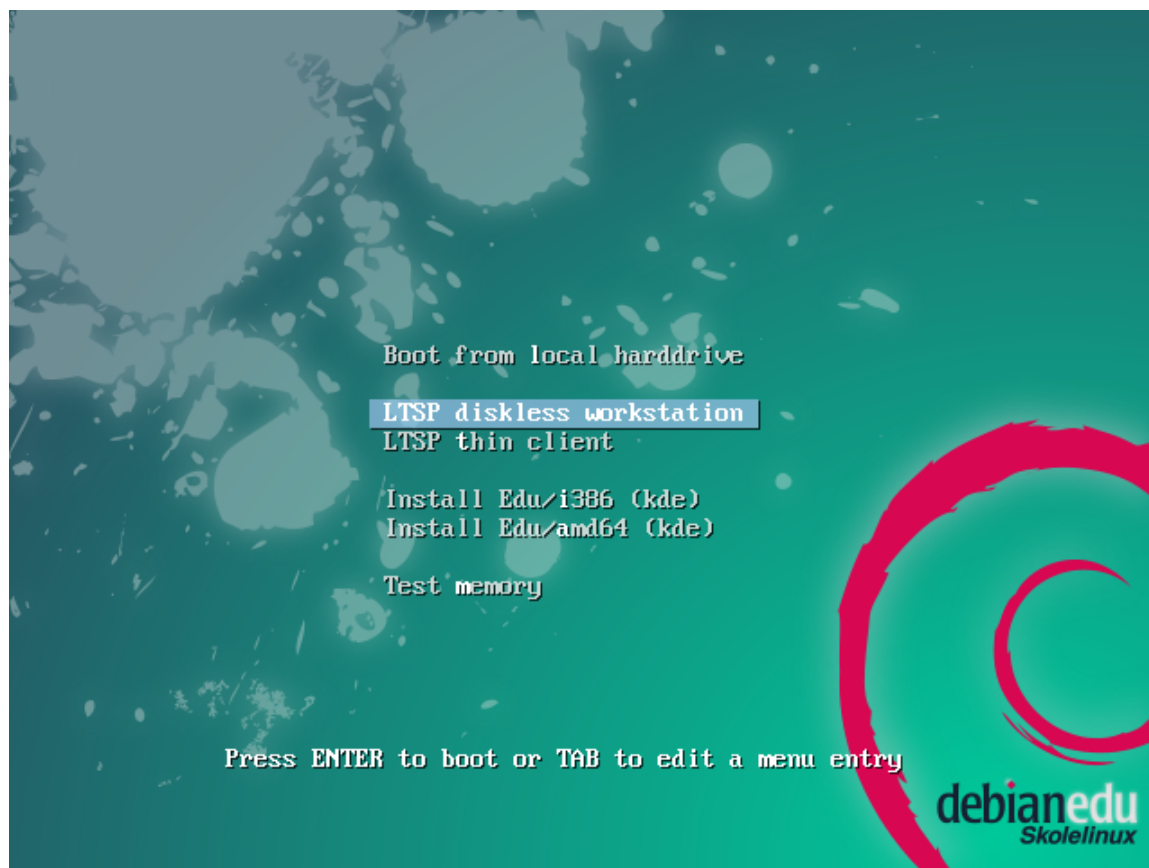 Boot from local harddrive
LTSP diskless workstation
LTSP thin client
Install Edu/i386 (kde)
Install Edu/amd64 (kde)
Test memory
Press ENTER to boot or TAB to edit a menu entry
debianedu
Skolelinux